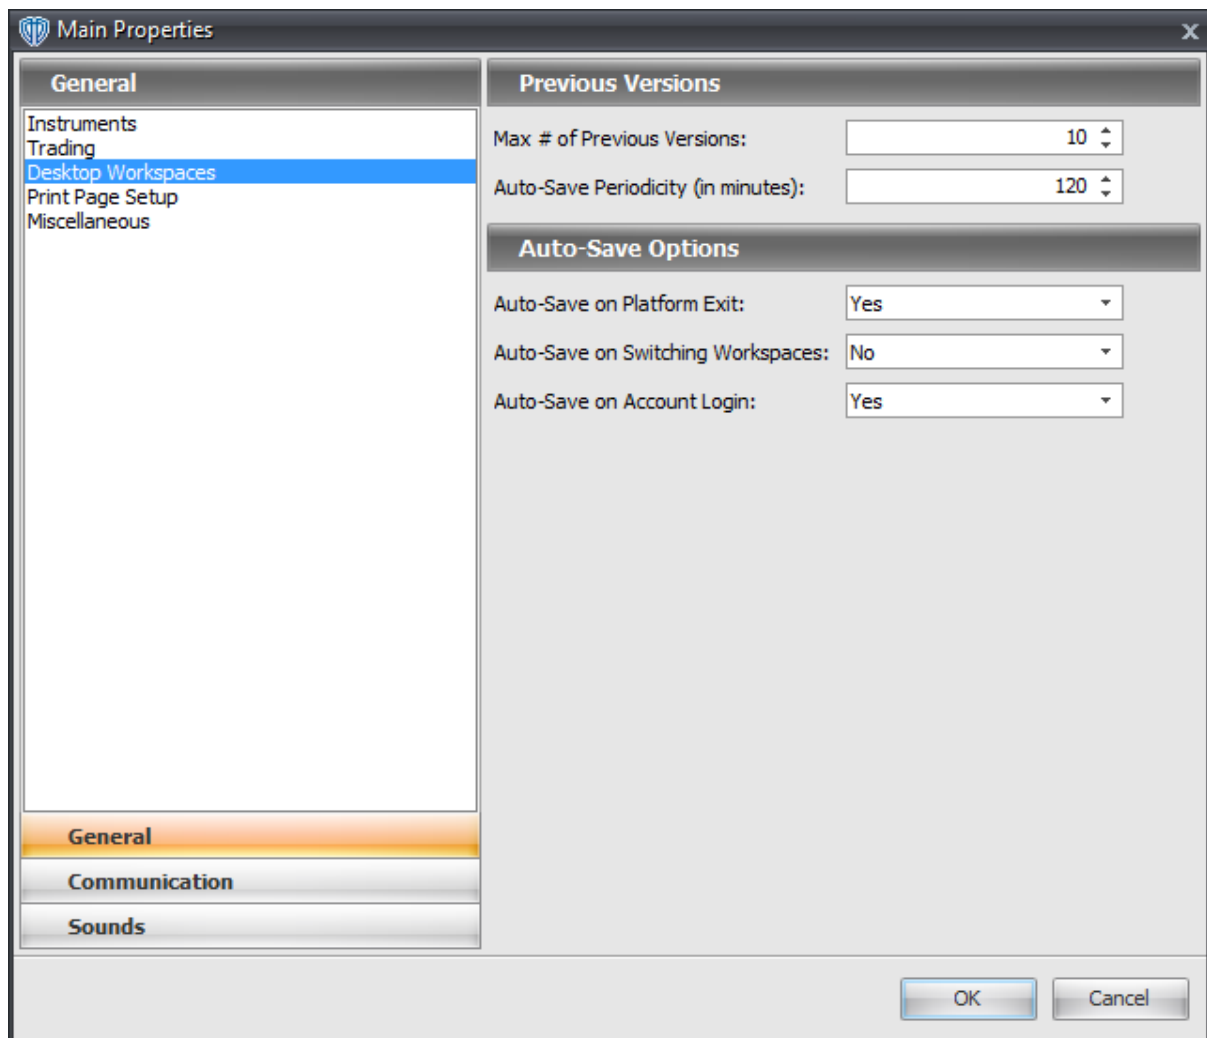 Main Properties
General
Instruments
Trading
Desktop Workspaces
Print Page Setup
Miscellaneous
General
Communication
Sounds
Previous Versions
Max # of Previous Versions: 10
Auto-Save Periodicity (in minutes): 120
Auto-Save Options
Auto-Save on Platform Exit: Yes
Auto-Save on Switching Workspaces: No
Auto-Save on Account Login: Yes
OK Cancel